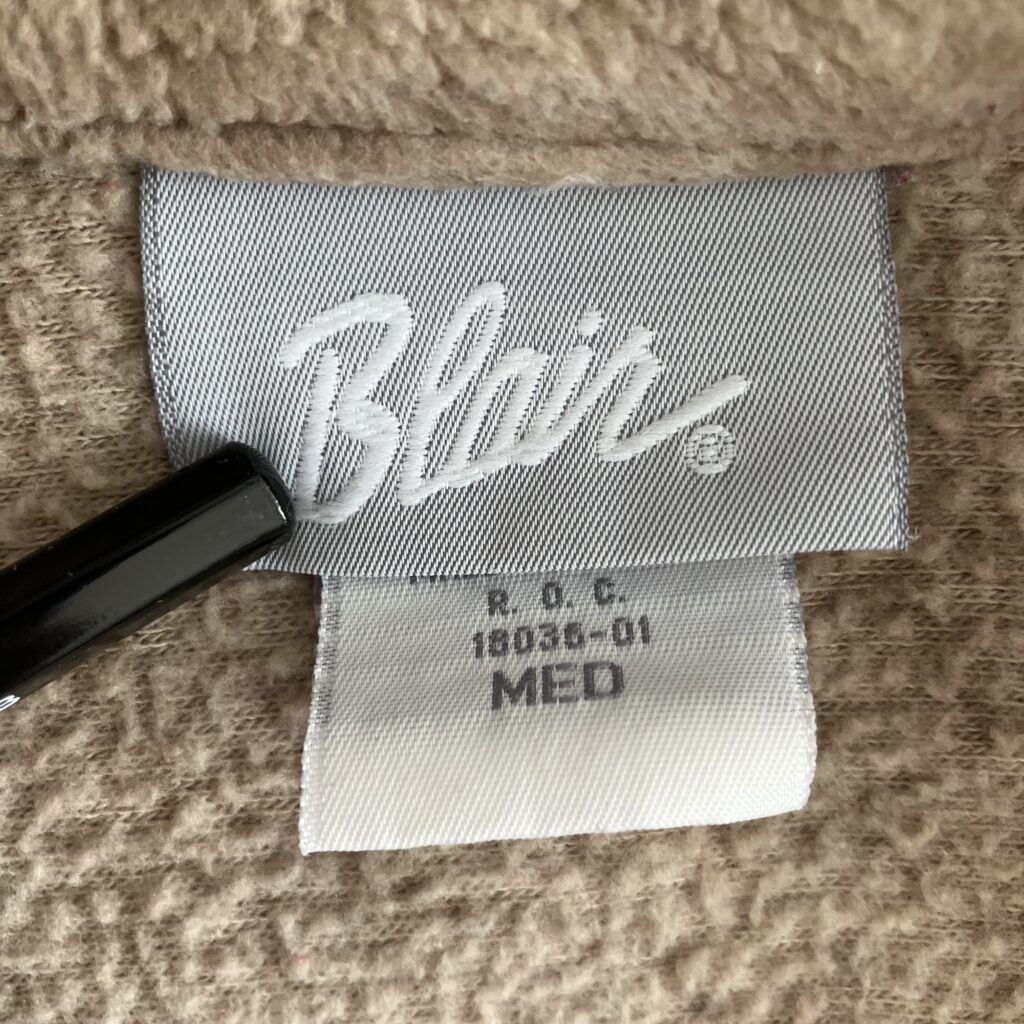 Blair®
R. O. C.
18036-01
MED